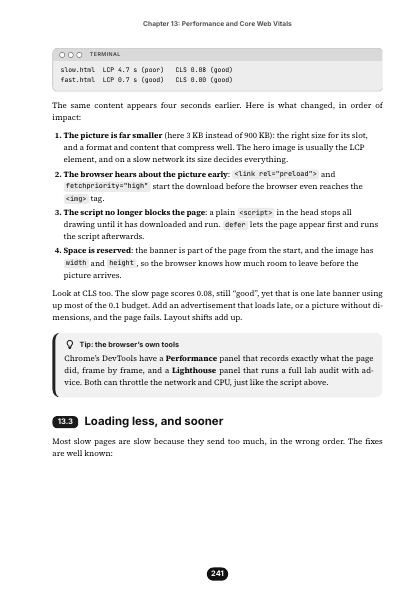 Chapter 13: Performance and Core Web Vitals
TERMINAL
slow.html  LCP 4.7 s (poor)   CLS 0.08 (good)
fast.html  LCP 0.7 s (good)   CLS 0.00 (good)
The same content appears four seconds earlier. Here is what changed, in order of
impact:
1. The picture is far smaller (here 3 KB instead of 900 KB): the right size for its slot,
and a format and content that compress well. The hero image is usually the LCP
element, and on a slow network its size decides everything.
2. The browser hears about the picture early: <link rel="preload"> and
fetchpriority="high" start the download before the browser even reaches the
<img> tag.
3. The script no longer blocks the page: a plain <script> in the head stops all
drawing until it has downloaded and run. defer lets the page appear first and runs
the script afterwards.
4. Space is reserved: the banner is part of the page from the start, and the image has
width and height, so the browser knows how much room to leave before the
picture arrives.
Look at CLS too. The slow page scores 0.08, still “good”, yet that is one late banner using
up most of the 0.1 budget. Add an advertisement that loads late, or a picture without di-
mensions, and the page fails. Layout shifts add up.
Tip: the browser’s own tools
Chrome’s DevTools have a Performance panel that records exactly what the page
did, frame by frame, and a Lighthouse panel that runs a full lab audit with ad-
vice. Both can throttle the network and CPU, just like the script above.
13.3 Loading less, and sooner
Most slow pages are slow because they send too much, in the wrong order. The fixes
are well known:
241